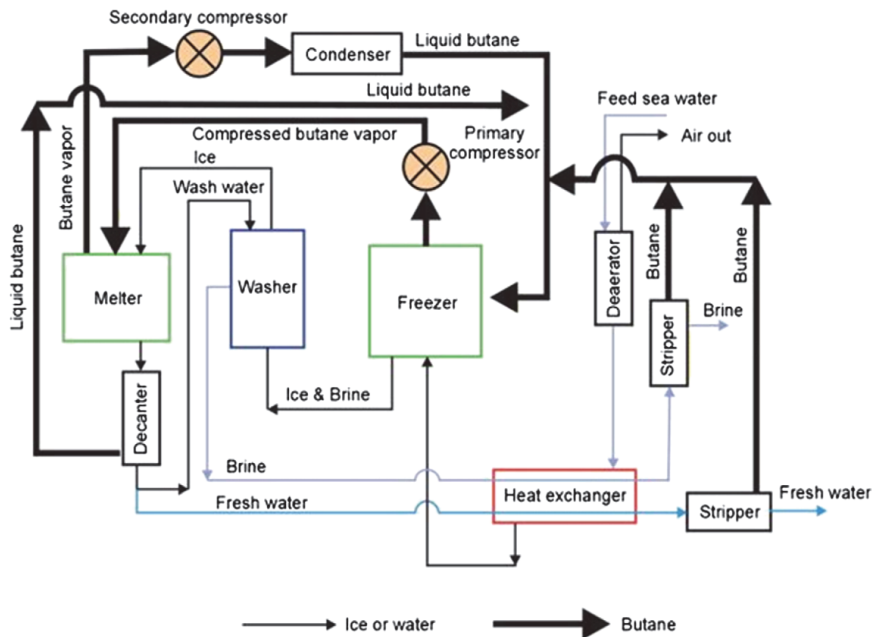 Secondary compressor
Condenser
Liquid butane
Liquid butane
Feed sea water
Air out
Compressed butane vapor
Primary
compressor
Butane vapor
Ice
Wash water
Liquid butane
Melter
Washer
Freezer
Deaerator
Butane
Butane
Stripper
Brine
Decanter
Ice & Brine
Brine
Heat exchanger
Fresh water
Stripper
Fresh water
Ice or water
Butane